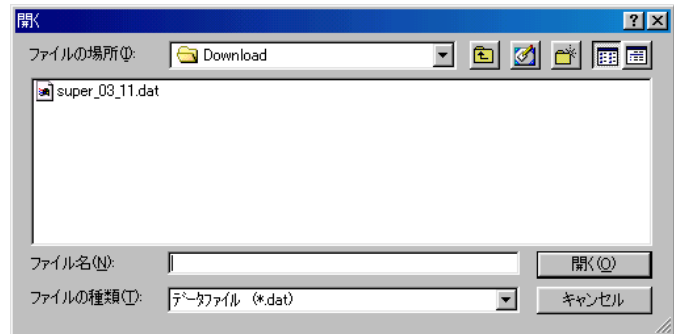 開く
ファイルの場所(I): Download
super_03_11.dat
ファイル名(N): 開く(O)
ファイルの種類(T): ﾃﾞｰﾀﾌｧｲﾙ (*.dat) キャンセル